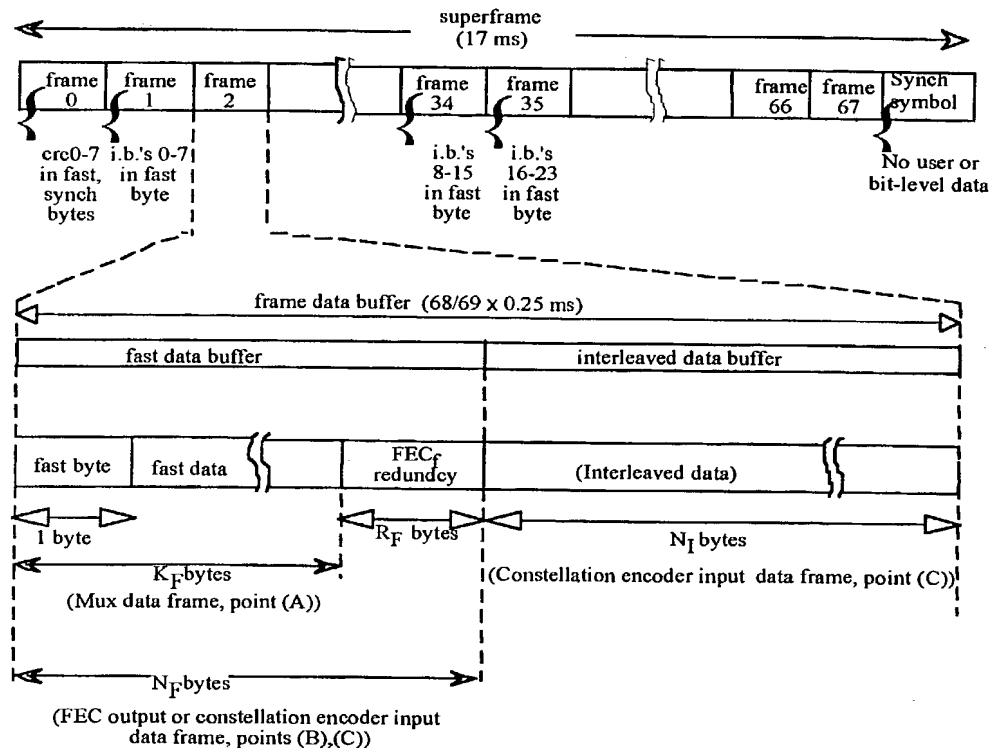 superframe
(17 ms)
frame 0
frame 1
frame 2
frame 34
frame 35
frame 66
frame 67
Synch symbol
crc0-7
in fast,
synch
bytes
i.b.'s 0-7
in fast
byte
i.b.'s
8-15
in fast
byte
i.b.'s
16-23
in fast
byte
No user or
bit-level data
frame data buffer (68/69 x 0.25 ms)
fast data buffer
interleaved data buffer
fast byte
fast data
FECf
redundcy
(Interleaved data)
1 byte
RF bytes
NI bytes
KF bytes
(Constellation encoder input data frame, point (C))
(Mux data frame, point (A))
NF bytes
(FEC output or constellation encoder input
data frame, points (B),(C))